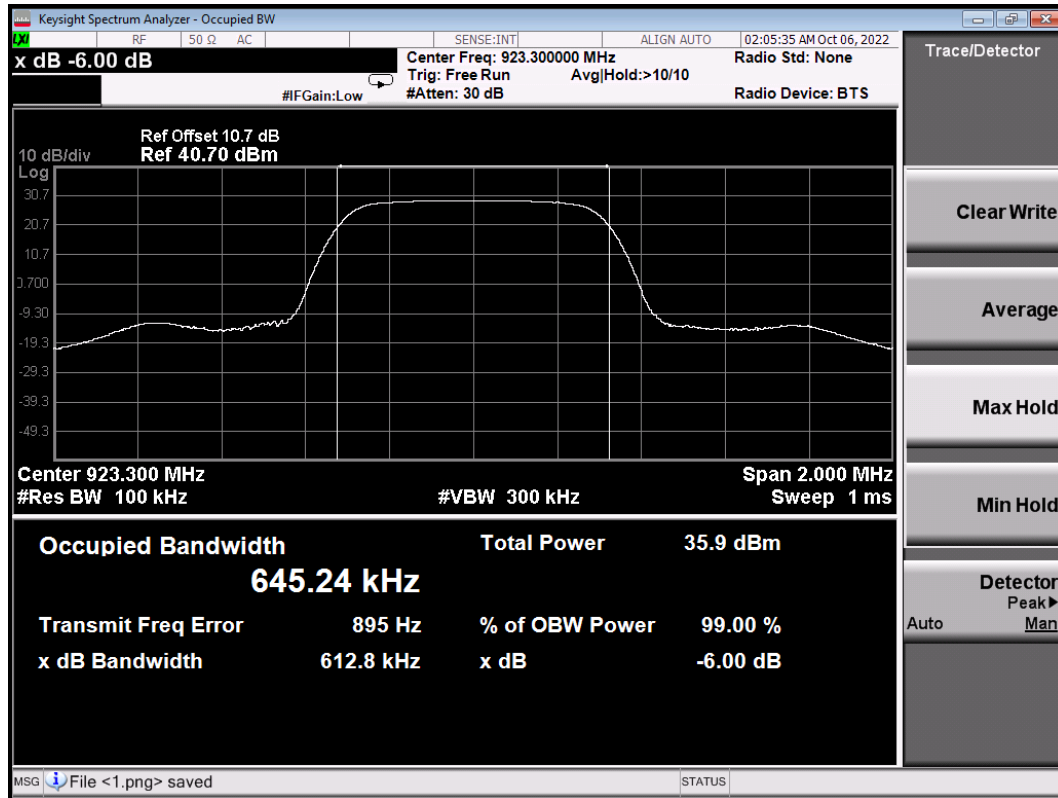 Keysight Spectrum Analyzer - Occupied BW
LXI RF 50 Ω AC SENSE:INT ALIGN AUTO 02:05:35 AM Oct 06, 2022
x dB -6.00 dB
Center Freq: 923.300000 MHz Radio Std: None
Trig: Free Run Avg|Hold:>10/10
#IFGain:Low #Atten: 30 dB Radio Device: BTS
Trace/Detector
Ref Offset 10.7 dB
10 dB/div Ref 40.70 dBm
Log
30.7
20.7
10.7
0.700
-9.30
-19.3
-29.3
-39.3
-49.3
Center 923.300 MHz Span 2.000 MHz
#Res BW 100 kHz #VBW 300 kHz Sweep 1 ms
Occupied Bandwidth Total Power 35.9 dBm
645.24 kHz
Transmit Freq Error 895 Hz % of OBW Power 99.00 %
x dB Bandwidth 612.8 kHz x dB -6.00 dB
Clear Write
Average
Max Hold
Min Hold
Detector
Peak▶
Auto Man
MSG File <1.png> saved STATUS